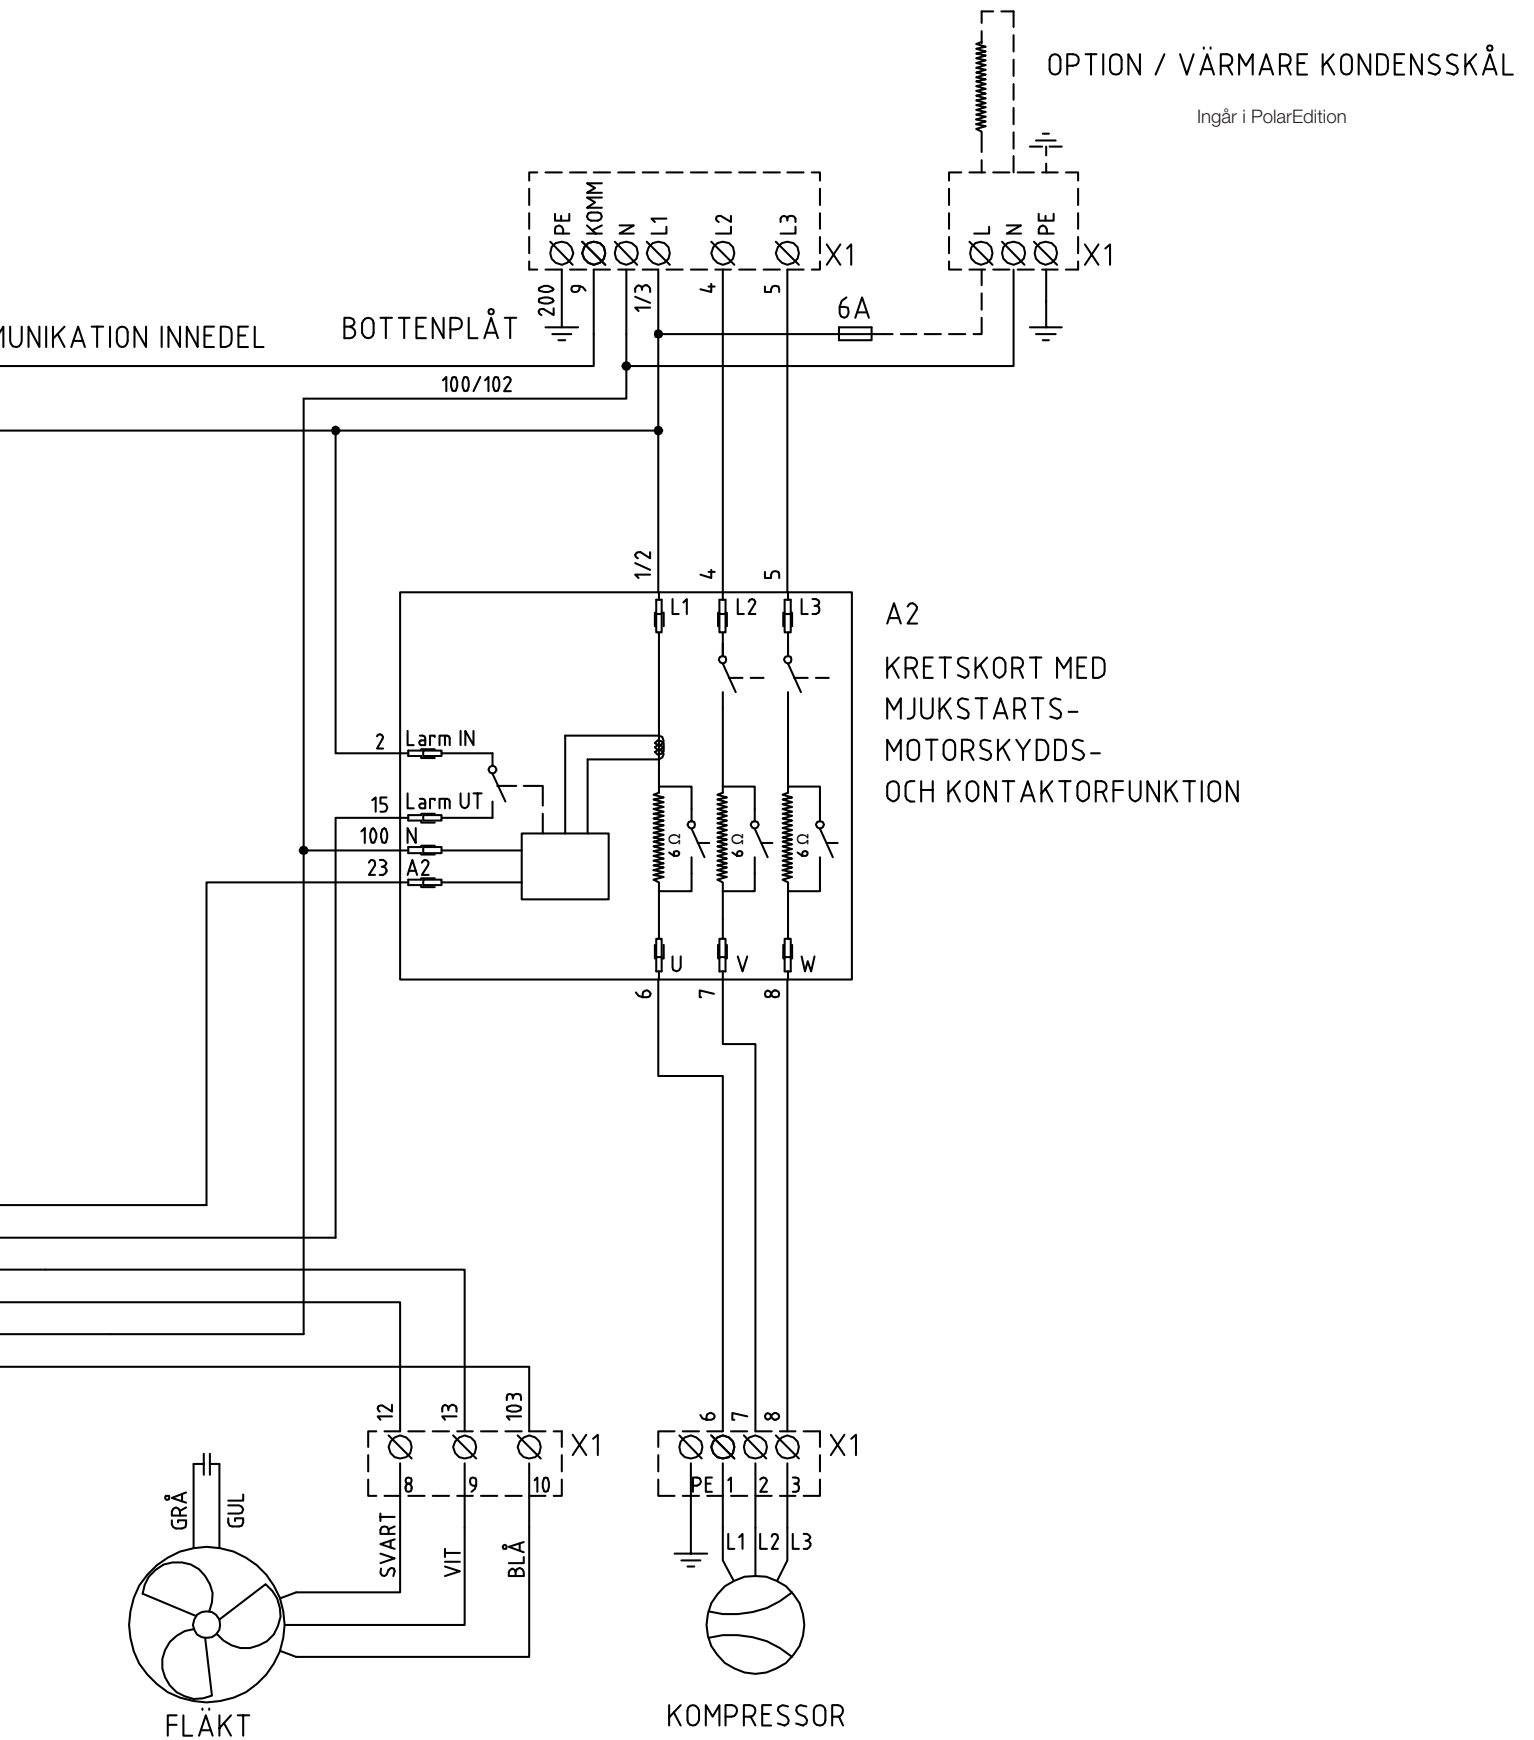 OPTION / VÄRMARE KONDENSSKÅL
Ingår i PolarEdition
PE KOMM N L1 L2 L3 X1
L N PE X1
200 9 1/3 4 5
6A
MUNIKATION INNEDEL
BOTTENPLÅT
100/102
1/2 4 5
L1 L2 L3
A2
KRETSKORT MED
MJUKSTARTS-
MOTORSKYDDS-
OCH KONTAKTORFUNKTION
2 Larm IN
15 Larm UT
100 N
23 A2
6 Ω 6 Ω 6 Ω
U V W
6 7 8
12 13 103
X1
8 9 10
6 7 8
X1
PE 1 2 3
GRÅ GUL
SVART VIT BLÅ
L1 L2 L3
FLÄKT
KOMPRESSOR